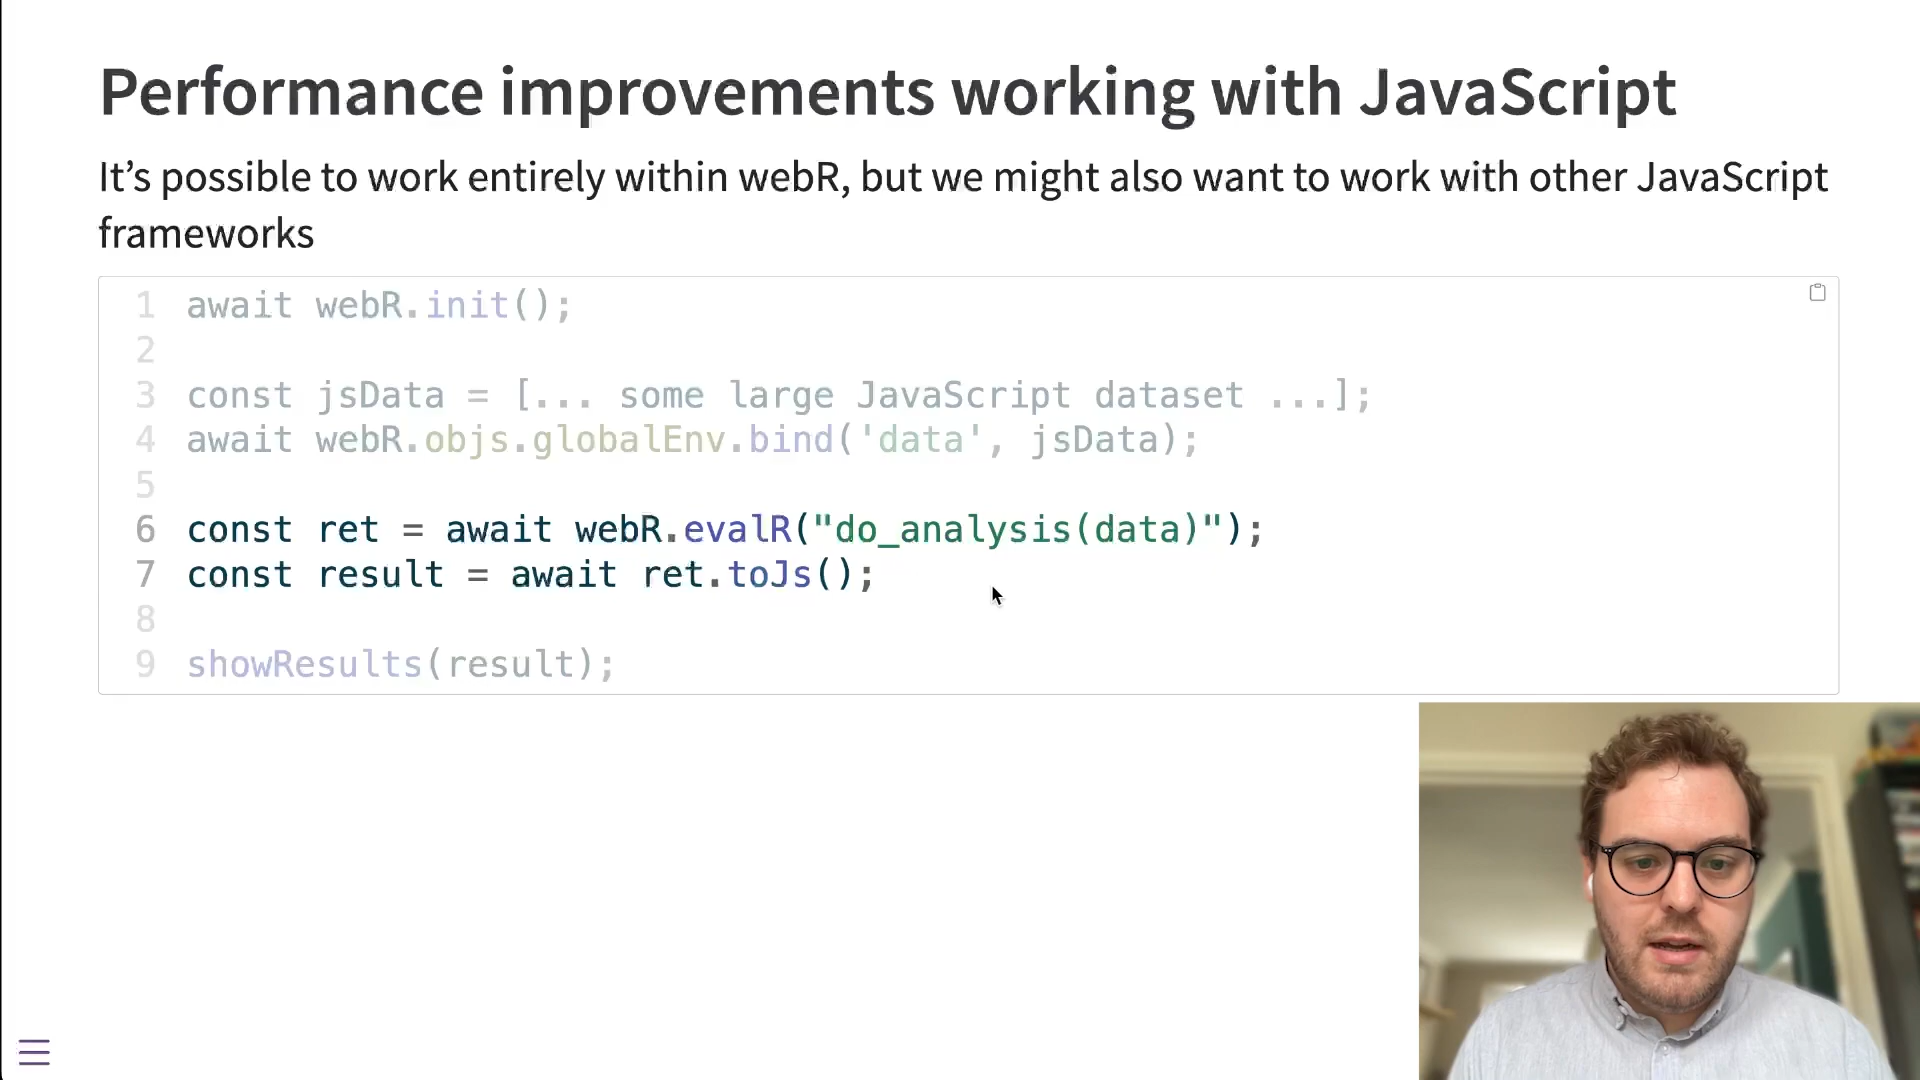 Performance improvements working with JavaScript
It’s possible to work entirely within webR, but we might also want to work with other JavaScript
frameworks
1 await webR.init();
2
3 const jsData = [... some large JavaScript dataset ...];
4 await webR.objs.globalEnv.bind('data', jsData);
5
6 const ret = await webR.evalR("do_analysis(data)");
7 const result = await ret.toJs();
8
9 showResults(result);